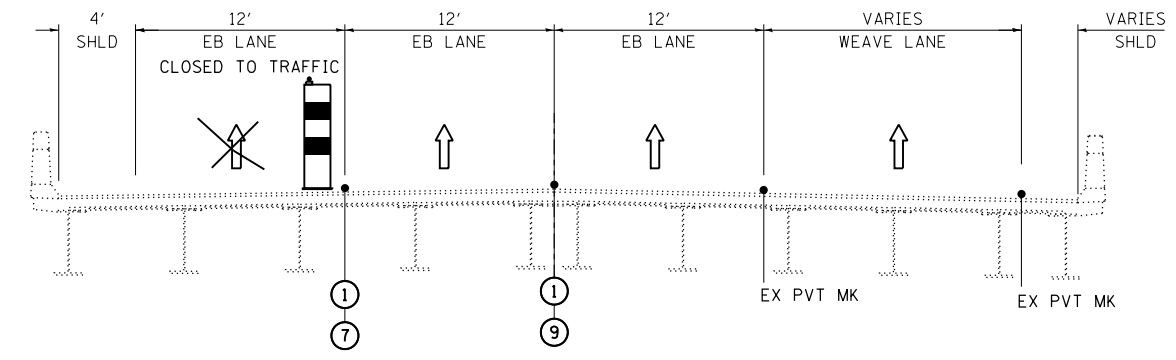 4' 12' 12' 12' VARIES VARIES
SHLD EB LANE EB LANE EB LANE WEAVE LANE SHLD
CLOSED TO TRAFFIC
1 1 EX PVT MK EX PVT MK
7 9